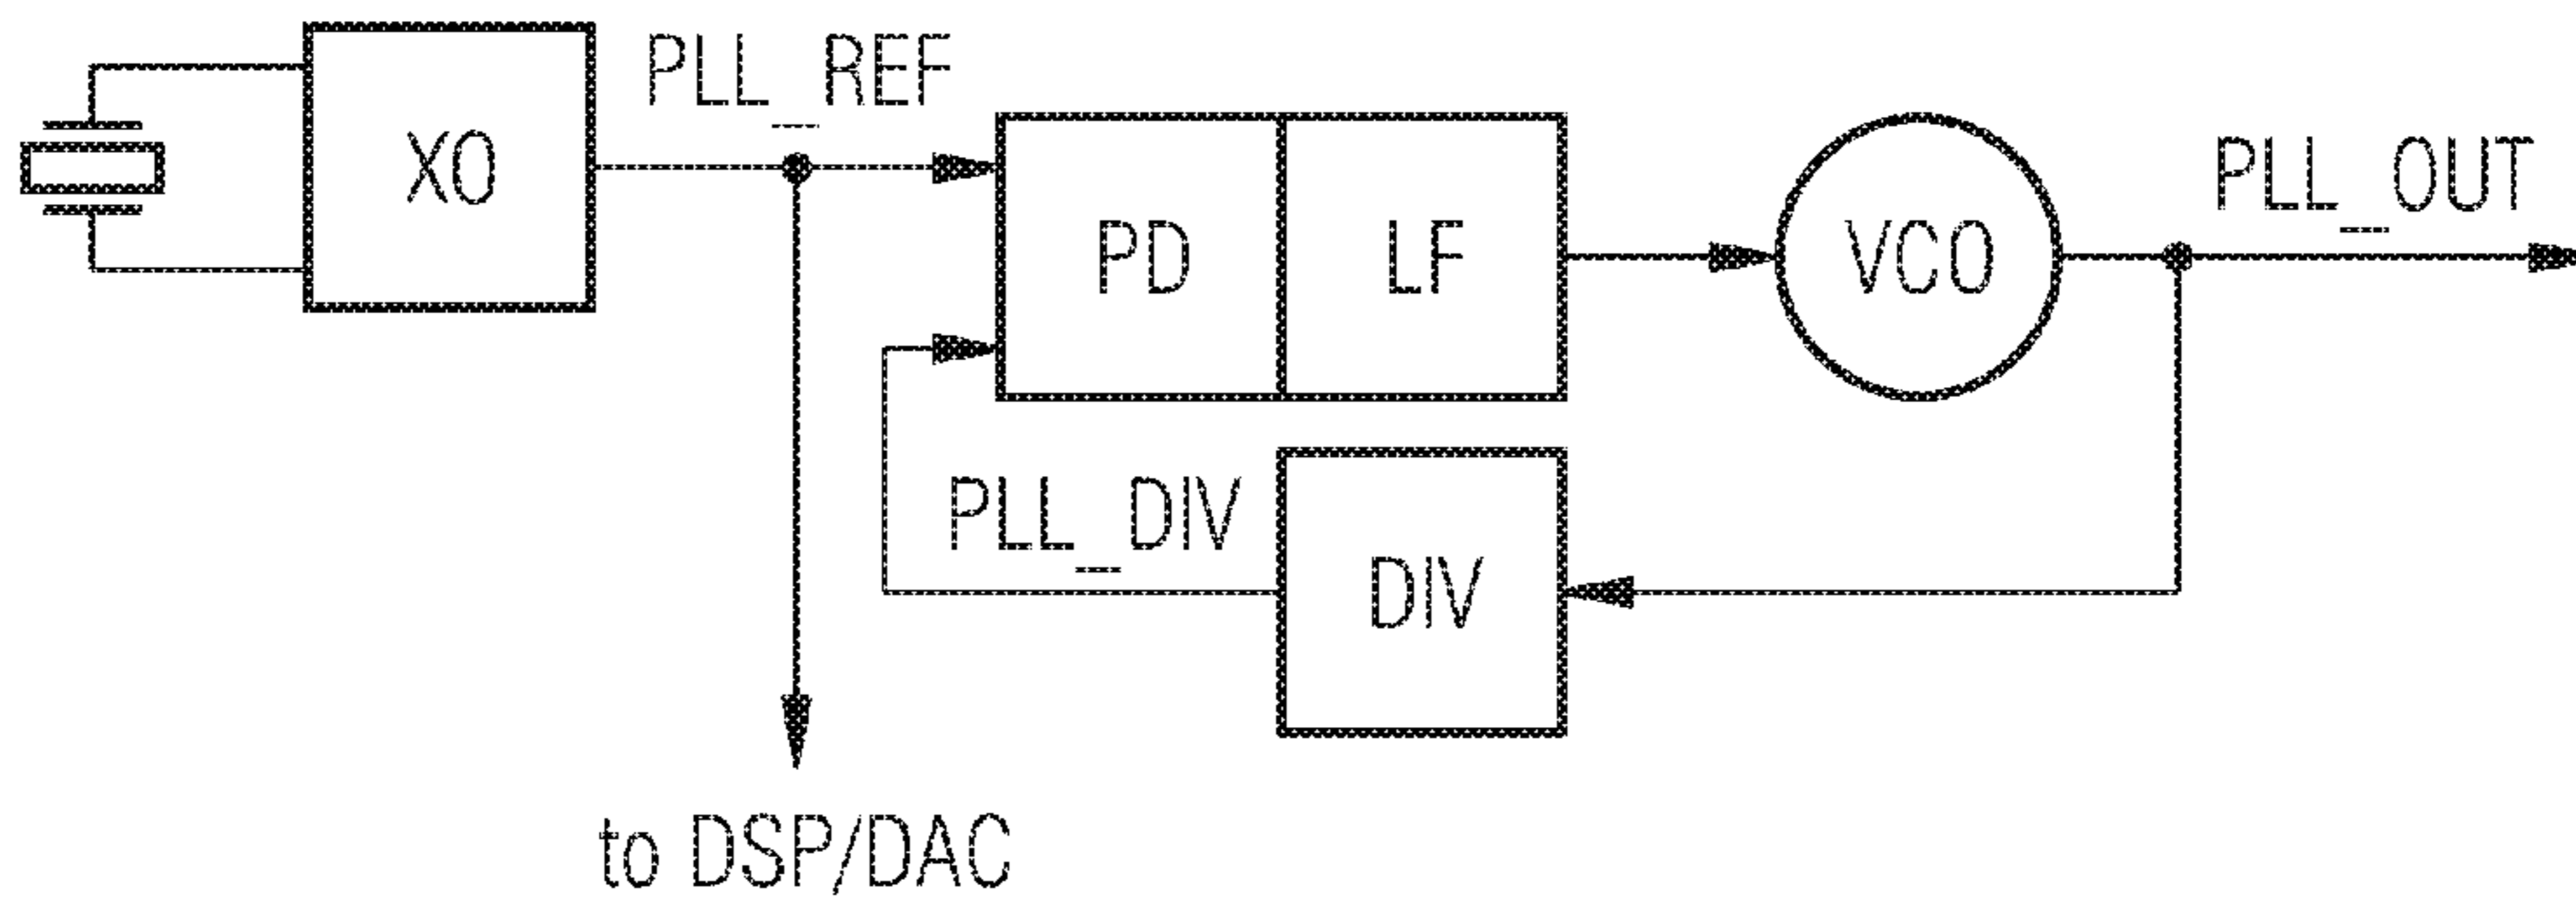 PLL_REF
XO
PLL_OUT
PD
LF
VCO
PLL_DIV
DIV
to DSP/DAC